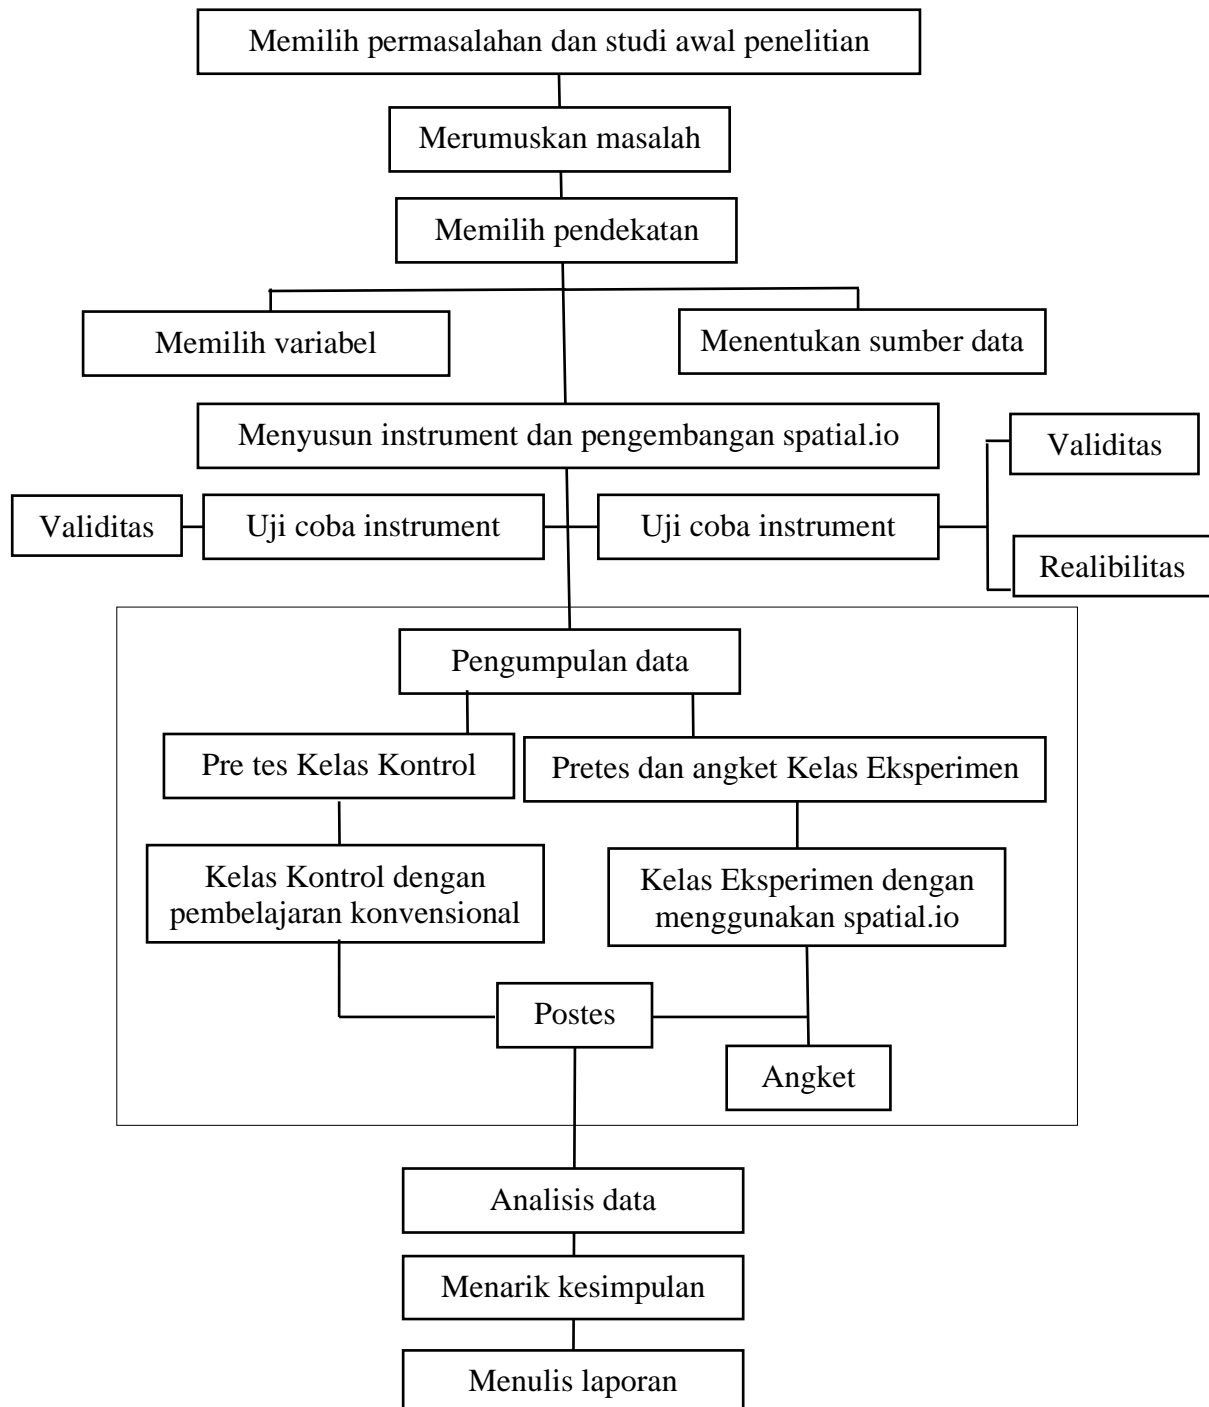 Memilih permasalahan dan studi awal penelitian
Merumuskan masalah
Memilih pendekatan
Memilih variabel
Menentukan sumber data
Menyusun instrument dan pengembangan spatial.io
Validitas
Validitas
Uji coba instrument
Uji coba instrument
Realibilitas
Pengumpulan data
Pre tes Kelas Kontrol
Pretes dan angket Kelas Eksperimen
Kelas Kontrol dengan
pembelajaran konvensional
Kelas Eksperimen dengan
menggunakan spatial.io
Postes
Angket
Analisis data
Menarik kesimpulan
Menulis laporan